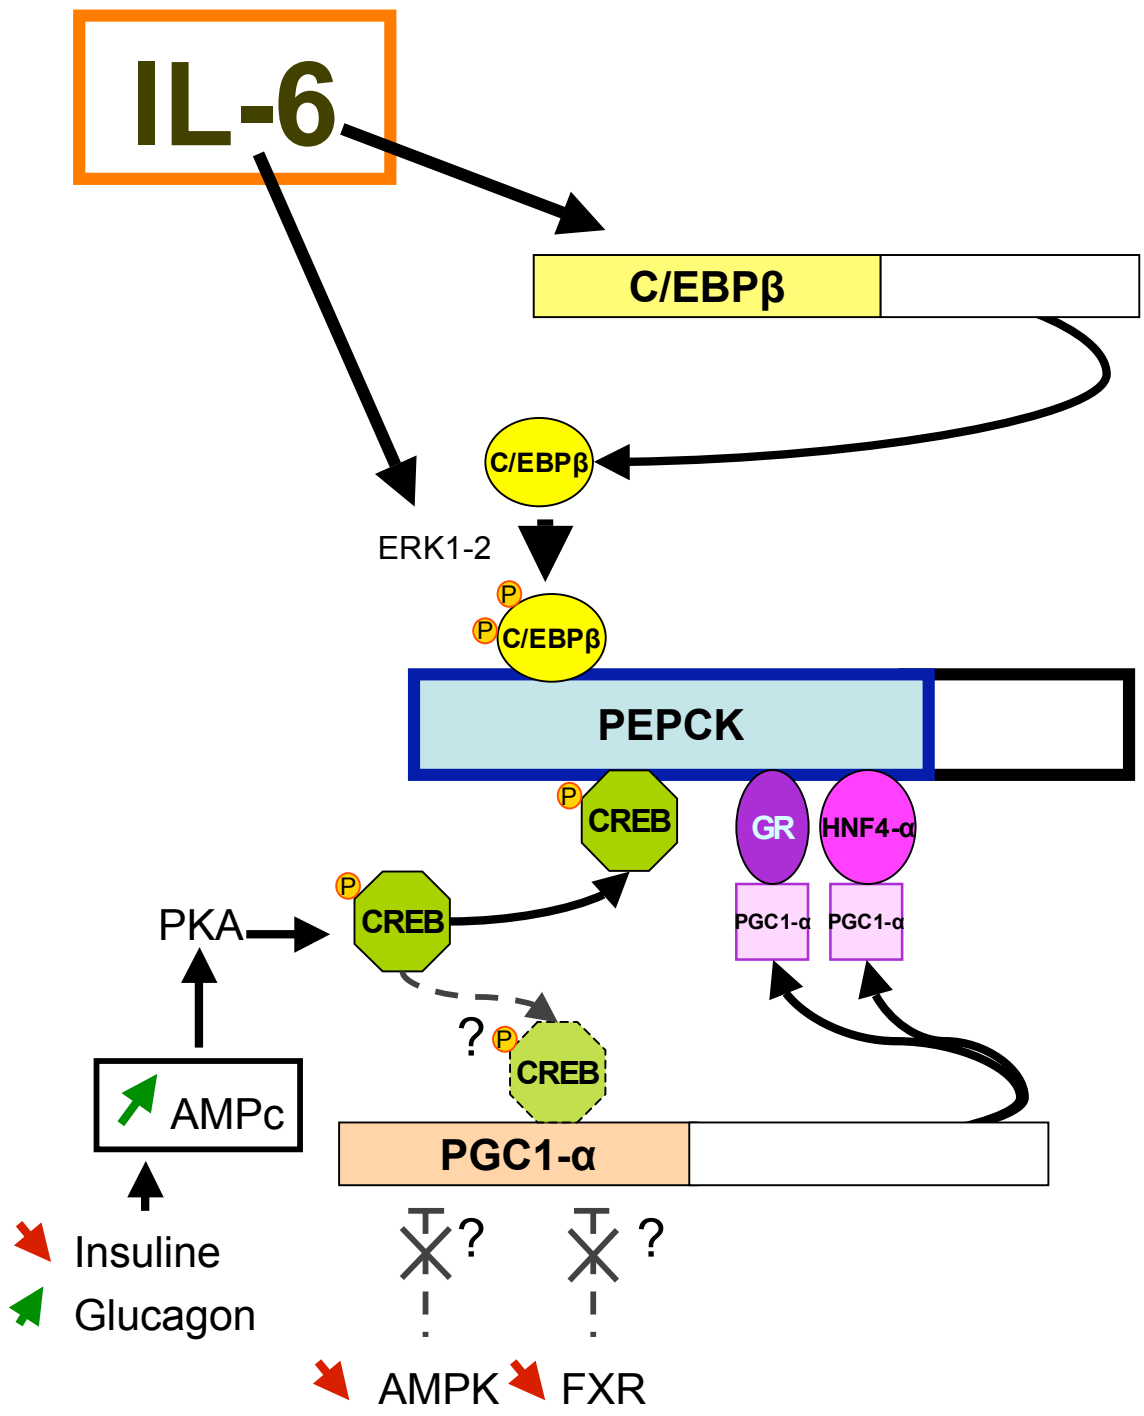 IL-6
C/EBPβ
C/EBPβ
ERK1-2
P
P
C/EBPβ
PEPCK
P
CREB
GR
HNF4-α
P
CREB
PKA
PGC1-α
PGC1-α
?
P
CREB
AMPc
PGC1-α
?
?
Insuline
Glucagon
AMPK
FXR